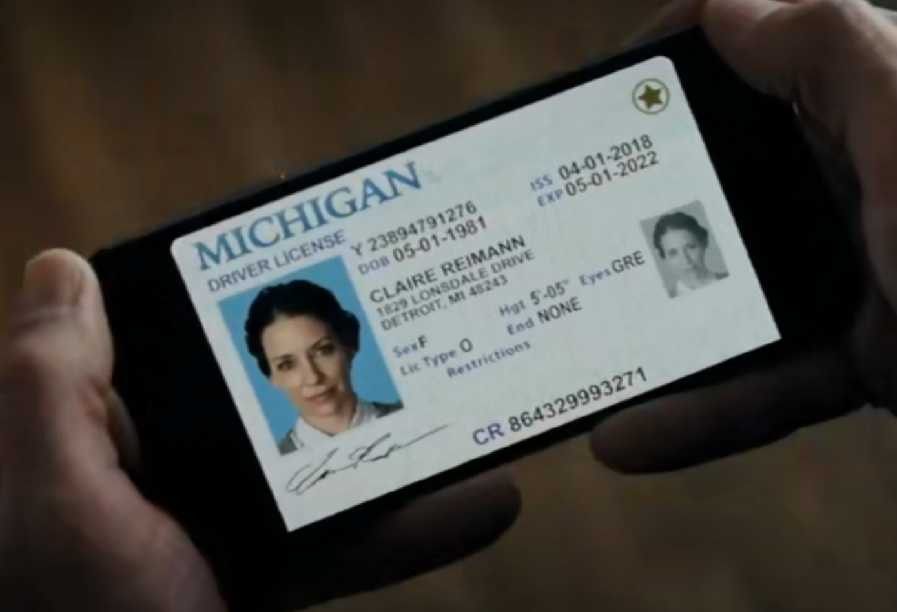 MICHIGAN
DRIVER LICENSE
ISS 04-01-2018
EXP 05-01-2022
Y 23894791276
DOB 05-01-1981
CLAIRE REIMANN
1829 LONSDALE DRIVE
DETROIT, MI 48243
Sex F Hgt 5'-05" Eyes GRE
Lic Type O End NONE
Restrictions
CR 864329993271